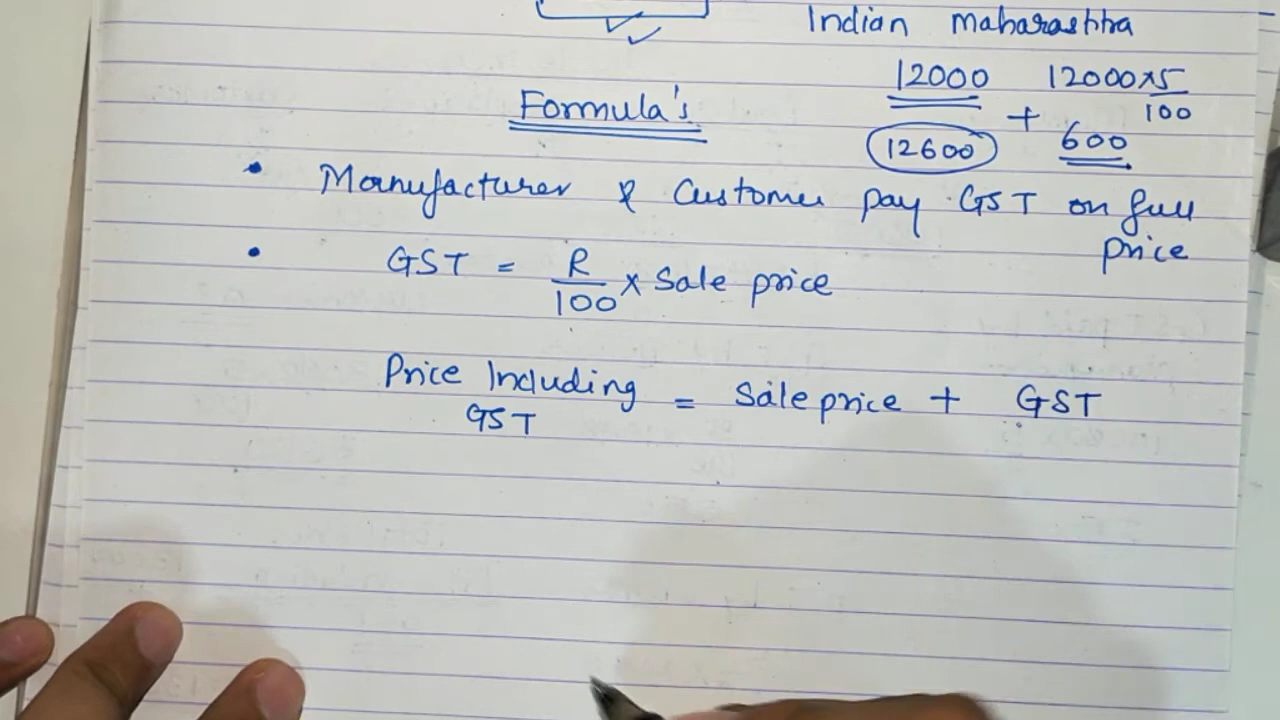 Indian Maharashtra
12000 12000x5
100
+
12600 600
Formula's
• Manufacturer & Customer pay GST on full
price
• GST = R/100 x Sale price
Price Including GST = Sale price + GST